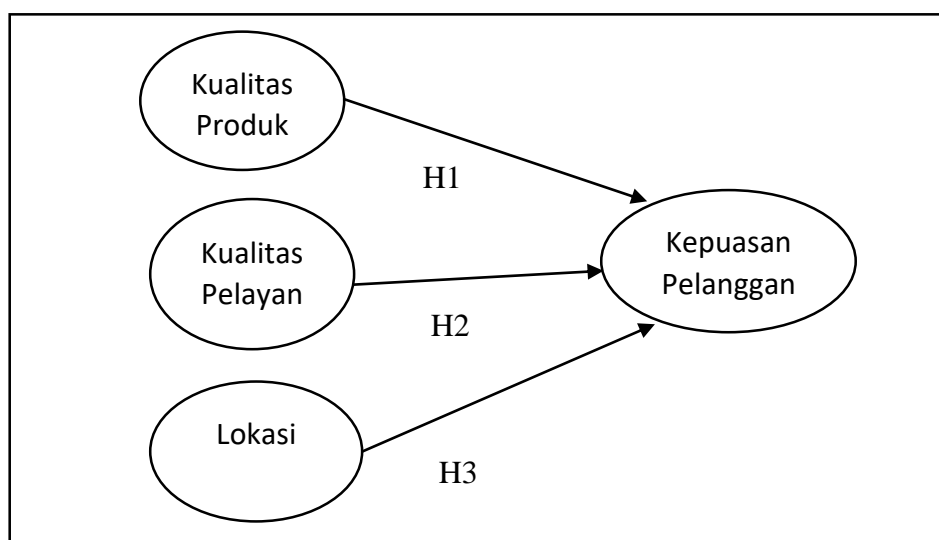 Kualitas
Produk
H1
Kualitas
Pelayan
H2
Kepuasan
Pelanggan
Lokasi
H3